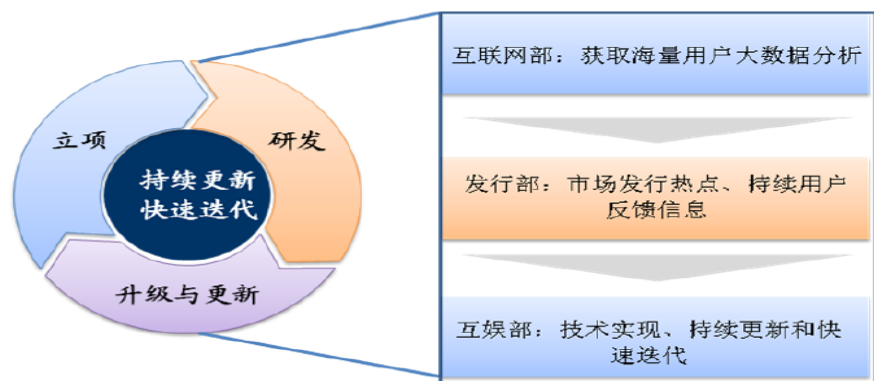 立项
研发
持续更新
快速迭代
升级与更新
互联网部：获取海量用户大数据分析
发行部：市场发行热点、持续用户
反馈信息
互娱部：技术实现、持续更新和快
速迭代